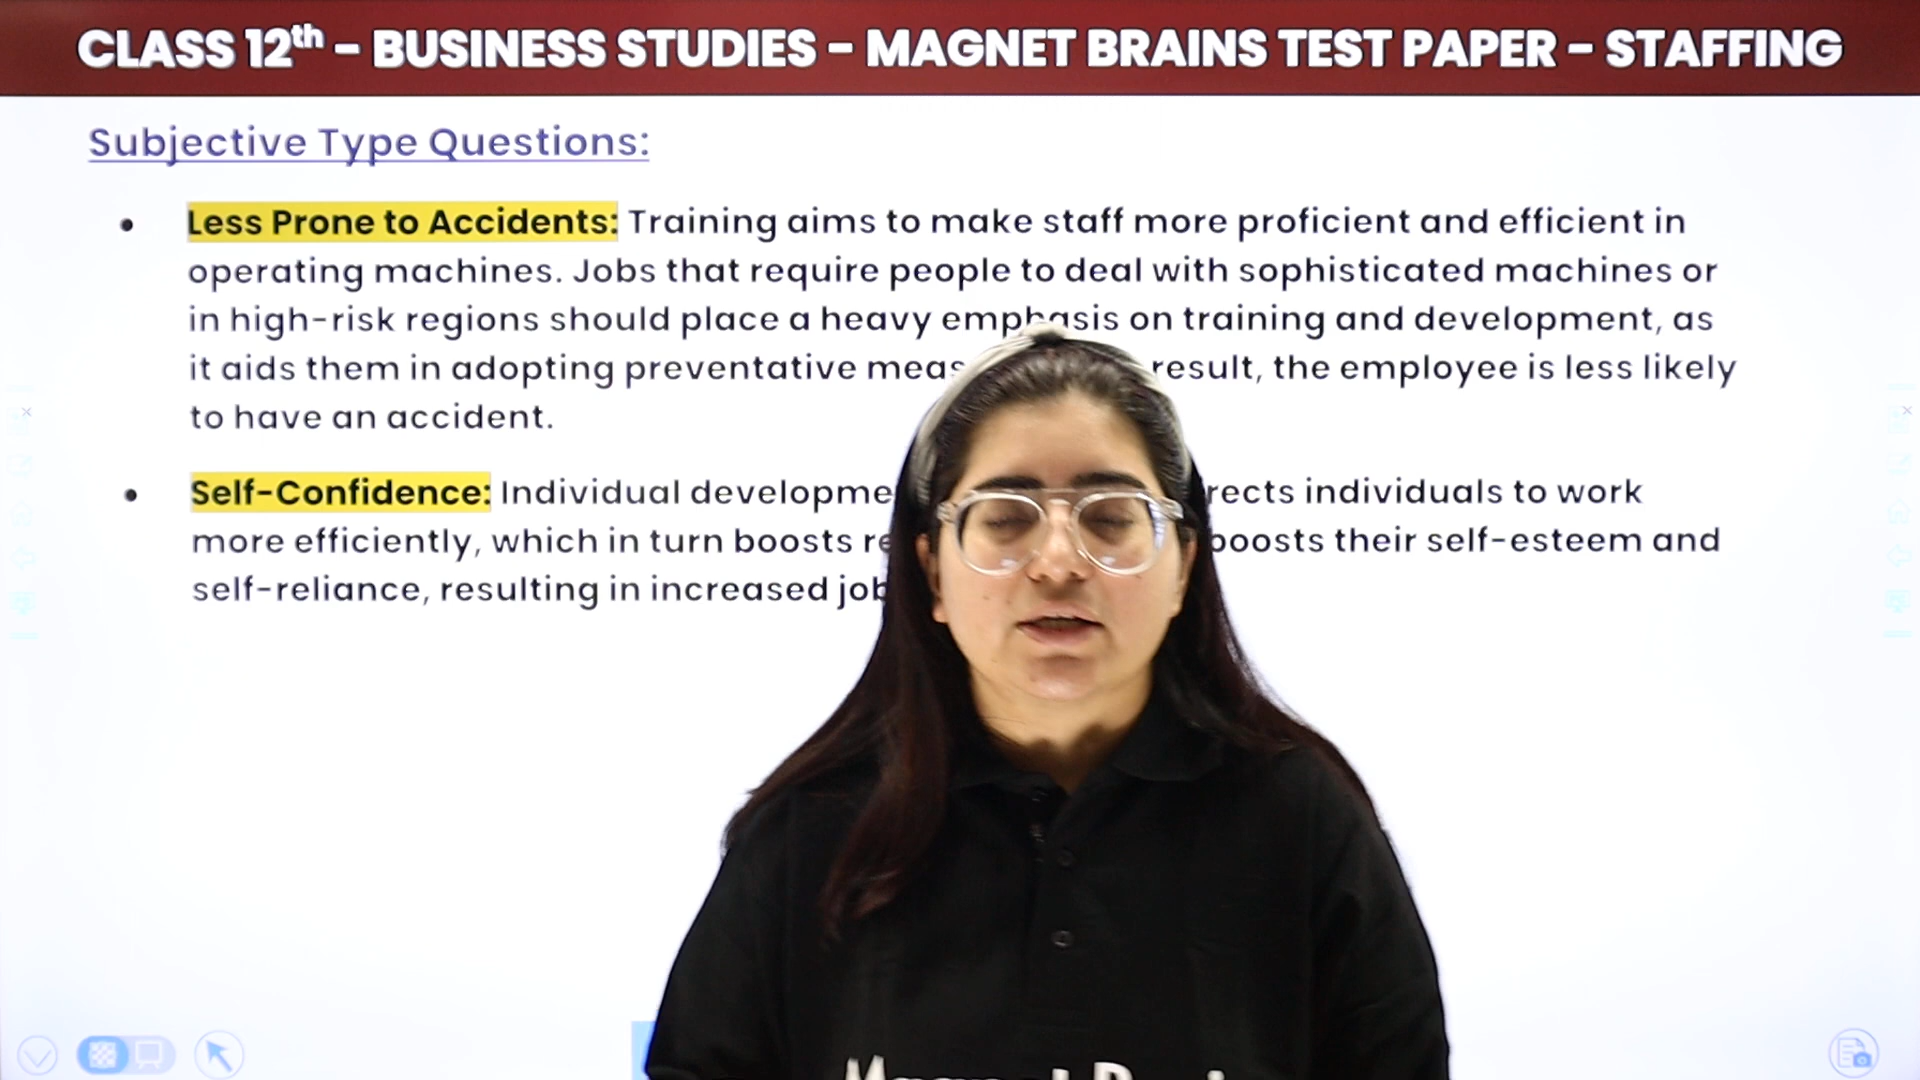 CLASS 12th – BUSINESS STUDIES – MAGNET BRAINS TEST PAPER – STAFFING
Subjective Type Questions:
• Less Prone to Accidents: Training aims to make staff more proficient and efficient in
operating machines. Jobs that require people to deal with sophisticated machines or
in high-risk regions should place a heavy emphasis on training and development, as
it aids them in adopting preventative result, the employee is less likely
to have an accident.
• Self-Confidence: Individual individuals to work
more efficiently, which in turn boosts boosts their self-esteem and
self-reliance, resulting in increased job